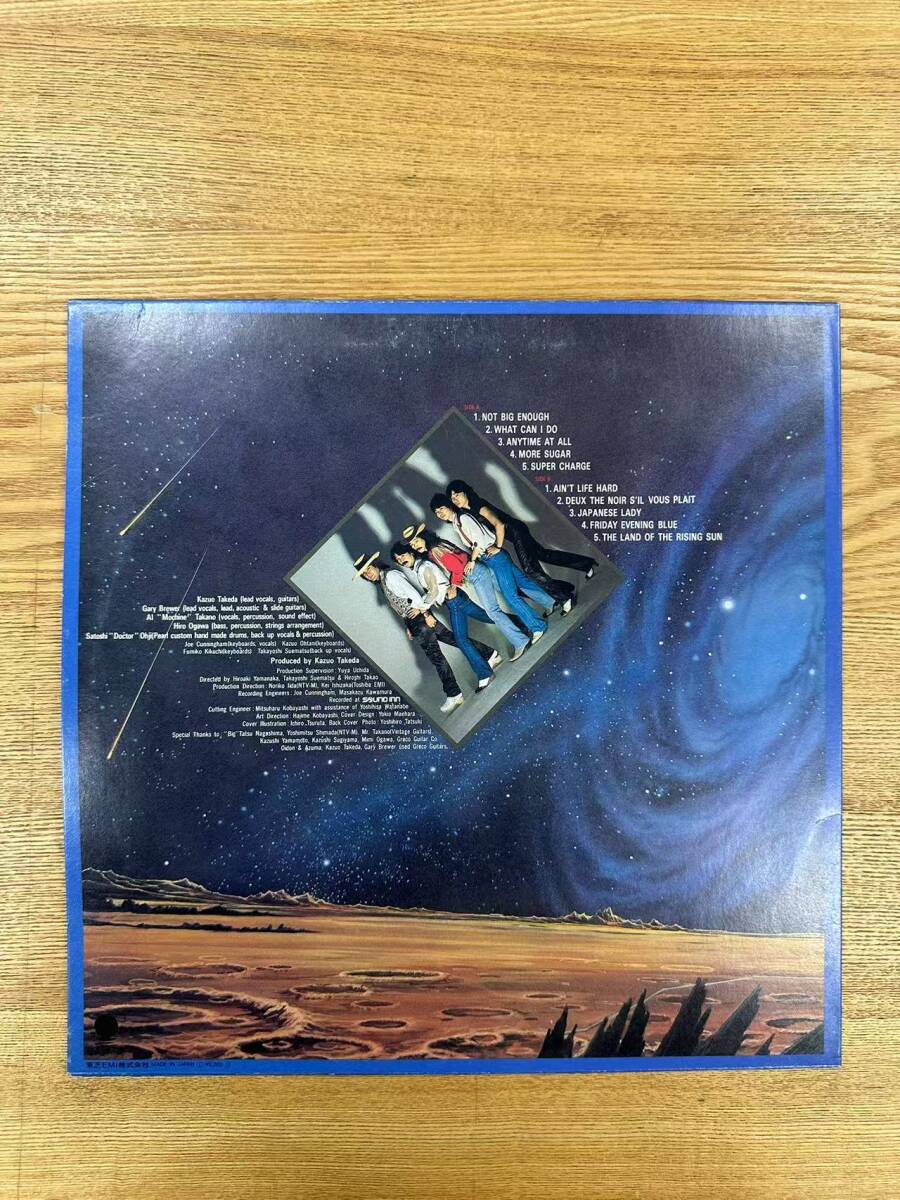 SIDE A
1. NOT BIG ENOUGH
2. WHAT CAN I DO
3. ANYTIME AT ALL
4. MORE SUGAR
5. SUPER CHARGE
SIDE B
1. AIN'T LIFE HARD
2. DEUX THE NOIR S'IL VOUS PLAIT
3. JAPANESE LADY
4. FRIDAY EVENING BLUE
5. THE LAND OF THE RISING SUN
Kazuo Takeda (lead vocals, guitars)
Gary Brewer (lead vocals, lead, acoustic & slide guitars)
Al "Mochine" Takano (vocals, percussion, sound effect)
Hiro Ogawa (bass, percussion, strings arrangement)
Satoshi "Doctor" Ohji(Pearl custom hand made drums, back up vocals & percussion)
Joe Cunningham(keyboards, vocals) Kazuo Ohtani(keyboards)
Fumiko Kikuchi(keyboards) Takayoshi Suematsu(back up vocals)
Produced by Kazuo Takeda
Production Supervision: Yuya Uchida
Directed by Hiroaki Yamanaka, Takayoshi Suematsu & Hiroshi Takao
Production Direction: Noriko Iida(NTV-M), Kei Ishizaka(Toshiba EMI)
Recording Engineers: Joe Cunningham, Masakazu Kawamura
Recorded at SOUND INN
Cutting Engineer: Mitsuharu Kobayashi with assistance of Yoshihisa Watanabe
Art Direction: Hajime Kobayashi, Cover Design: Yokio Maehara
Cover Illustration: Ichiro Tsuruta, Back Cover Photo: Yoshihiro Tatsuki
Special Thanks to "Big" Tatsu Nagashima, Yoshimitsu Shimada(NTV-M), Mr. Takano(Vintage Guitars)
Kazushi Yamamoto, Kazushi Sugiyama, Mimi Ogawa, Greco Guitar Co.
Oidon & Azuma, Kazuo Takeda, Gary Brewer used Greco Guitars.
東芝EMI株式会社 MADE IN JAPAN